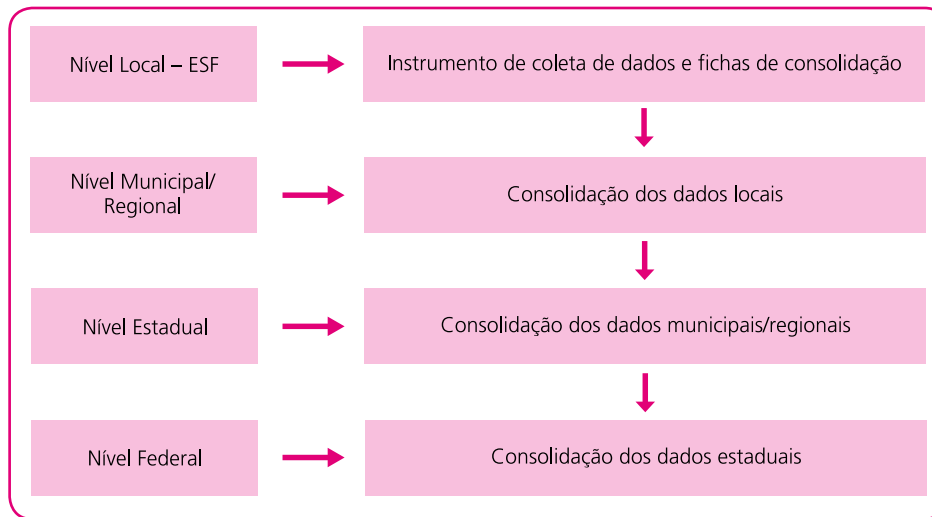 Nível Local – ESF
Instrumento de coleta de dados e fichas de consolidação
Nível Municipal/
Regional
Consolidação dos dados locais
Nível Estadual
Consolidação dos dados municipais/regionais
Nível Federal
Consolidação dos dados estaduais